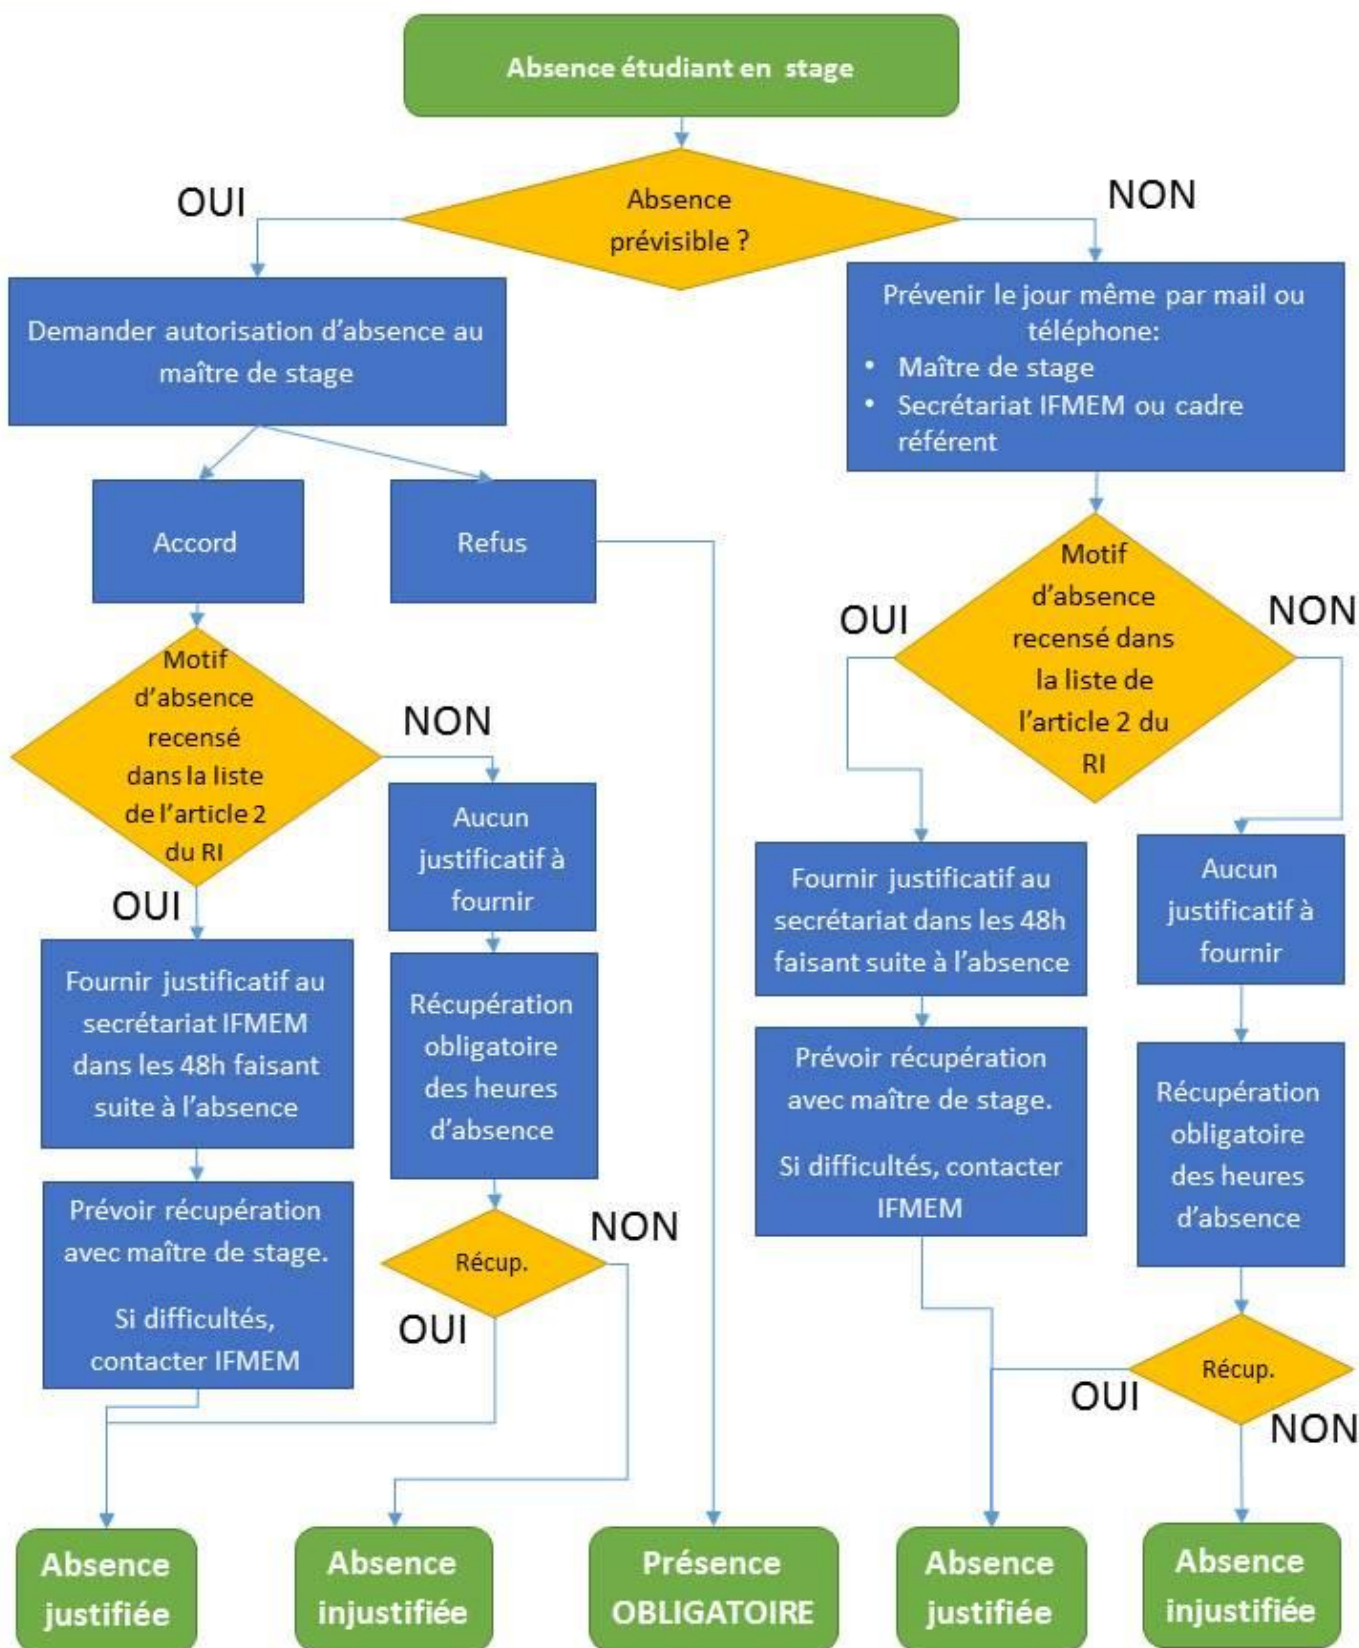 Absence étudiant en stage
Absence
prévisible ?
OUI
NON
Demander autorisation d'absence au
maître de stage
Prévenir le jour même par mail ou
téléphone:
• Maître de stage
• Secrétariat IFMEM ou cadre
référent
Accord
Refus
Motif
d'absence
recensé
dans la liste
de l'article 2
du RI
NON
OUI
Aucun
justificatif à
fournir
Fournir justificatif au
secrétariat IFMEM
dans les 48h faisant
suite à l'absence
Récupération
obligatoire
des heures
d'absence
Prévoir récupération
avec maître de stage.
Si difficultés,
contacter IFMEM
Récup.
NON
OUI
Motif
d'absence
recensé dans
la liste de
l'article 2 du
RI
OUI
NON
Fournir justificatif au
secrétariat dans les 48h
faisant suite à l'absence
Aucun
justificatif à
fournir
Prévoir récupération
avec maître de stage.
Si difficultés, contacter
IFMEM
Récupération
obligatoire
des heures
d'absence
Récup.
OUI
NON
Absence
justifiée
Absence
injustifiée
Présence
OBLIGATOIRE
Absence
justifiée
Absence
injustifiée